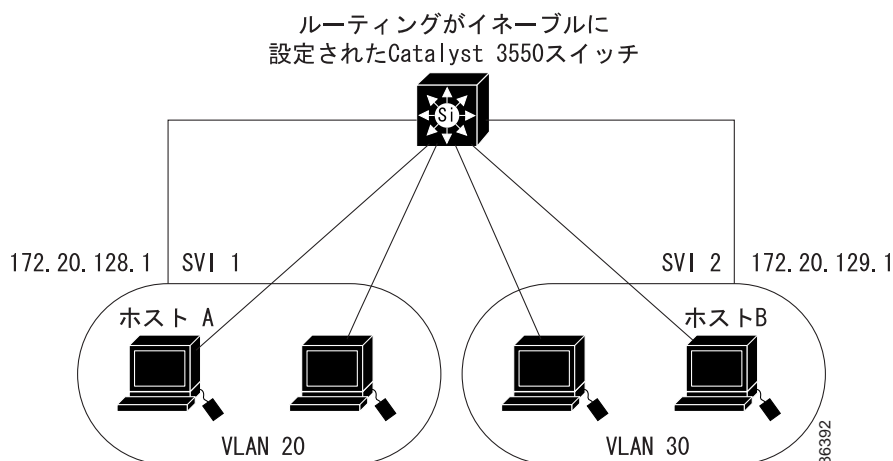 ルーティングがイネーブルに
設定されたCatalyst 3550スイッチ
Si
172.20.128.1 SVI 1
SVI 2 172.20.129.1
ホスト A
ホストB
VLAN 20
VLAN 30